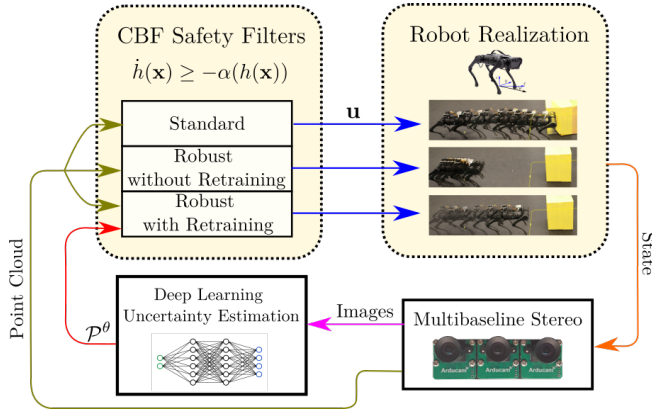 CBF Safety Filters
ḣ(𝐱) ≥ −α(h(𝐱))
Standard
Robust
without Retraining
Robust
with Retraining
𝐮
Robot Realization
State
Point Cloud
𝒫^θ
Deep Learning
Uncertainty Estimation
Images
Multibaseline Stereo
Arducam
Arducam
Arducam